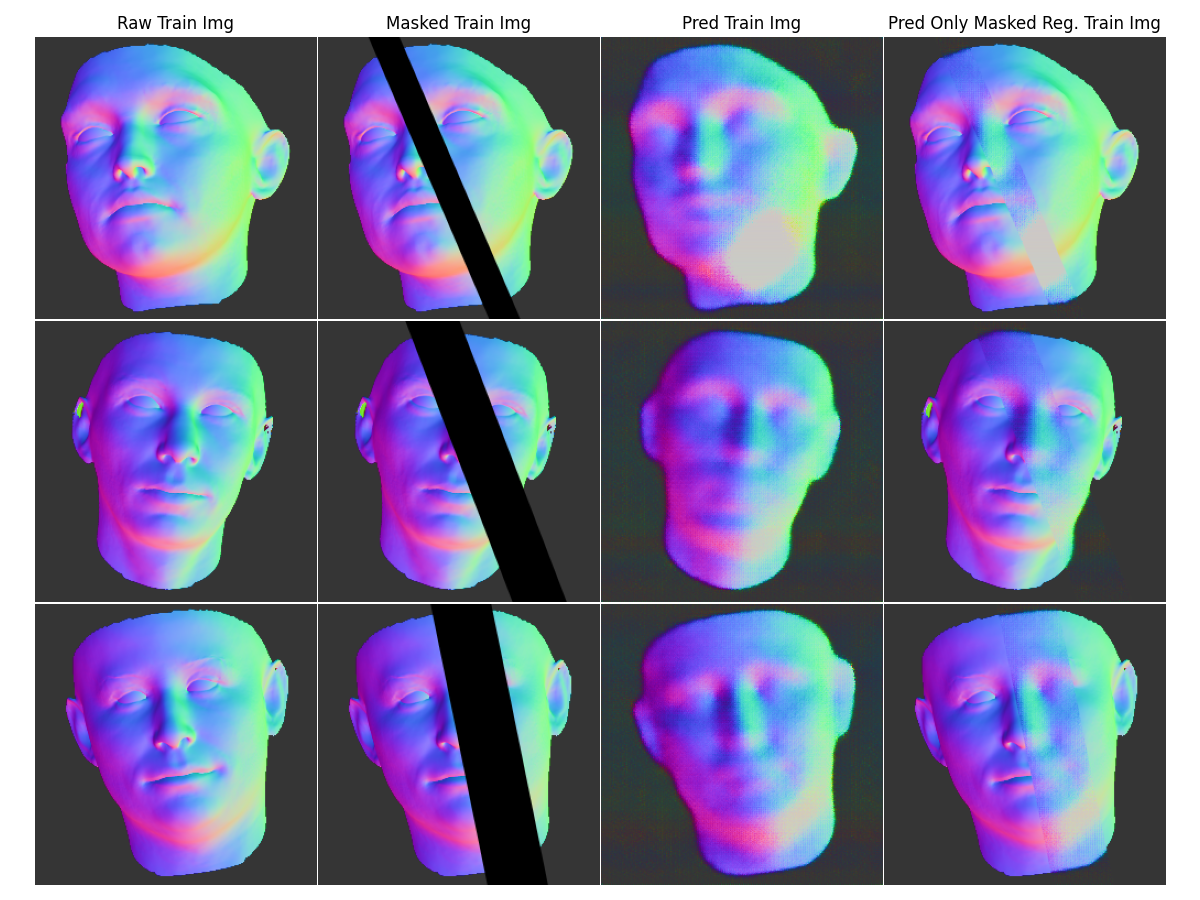 Raw Train Img
Masked Train Img
Pred Train Img
Pred Only Masked Reg. Train Img